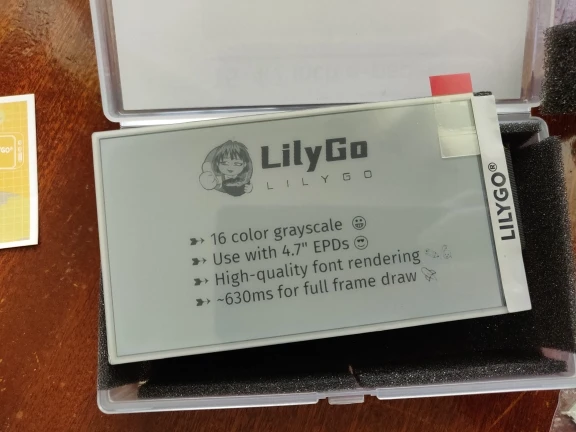 LilyGo
LILYGO
➸ 16 color grayscale 😀
➸ Use with 4.7" EPDs 😎
➸ High-quality font rendering
➸ ~630ms for full frame draw 🚀
LILYGO®